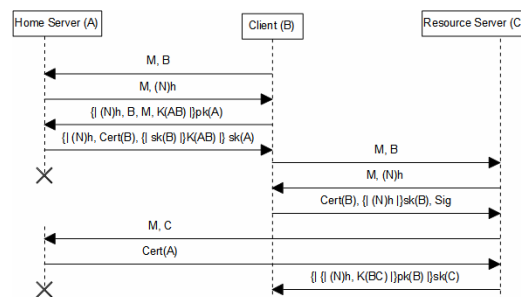 Home Server (A)
Client (B)
Resource Server (C
M, B
M, (N)h
{| (N)h, B, M, K(AB) |}pk(A)
{| (N)h, Cert(B), {| sk(B) |}K(AB) |} sk(A)
M, B
M, (N)h
Cert(B), {| (N)h |}sk(B), Sig
M, C
Cert(A)
{| {| (N)h, K(BC) |}pk(B) |}sk(C)